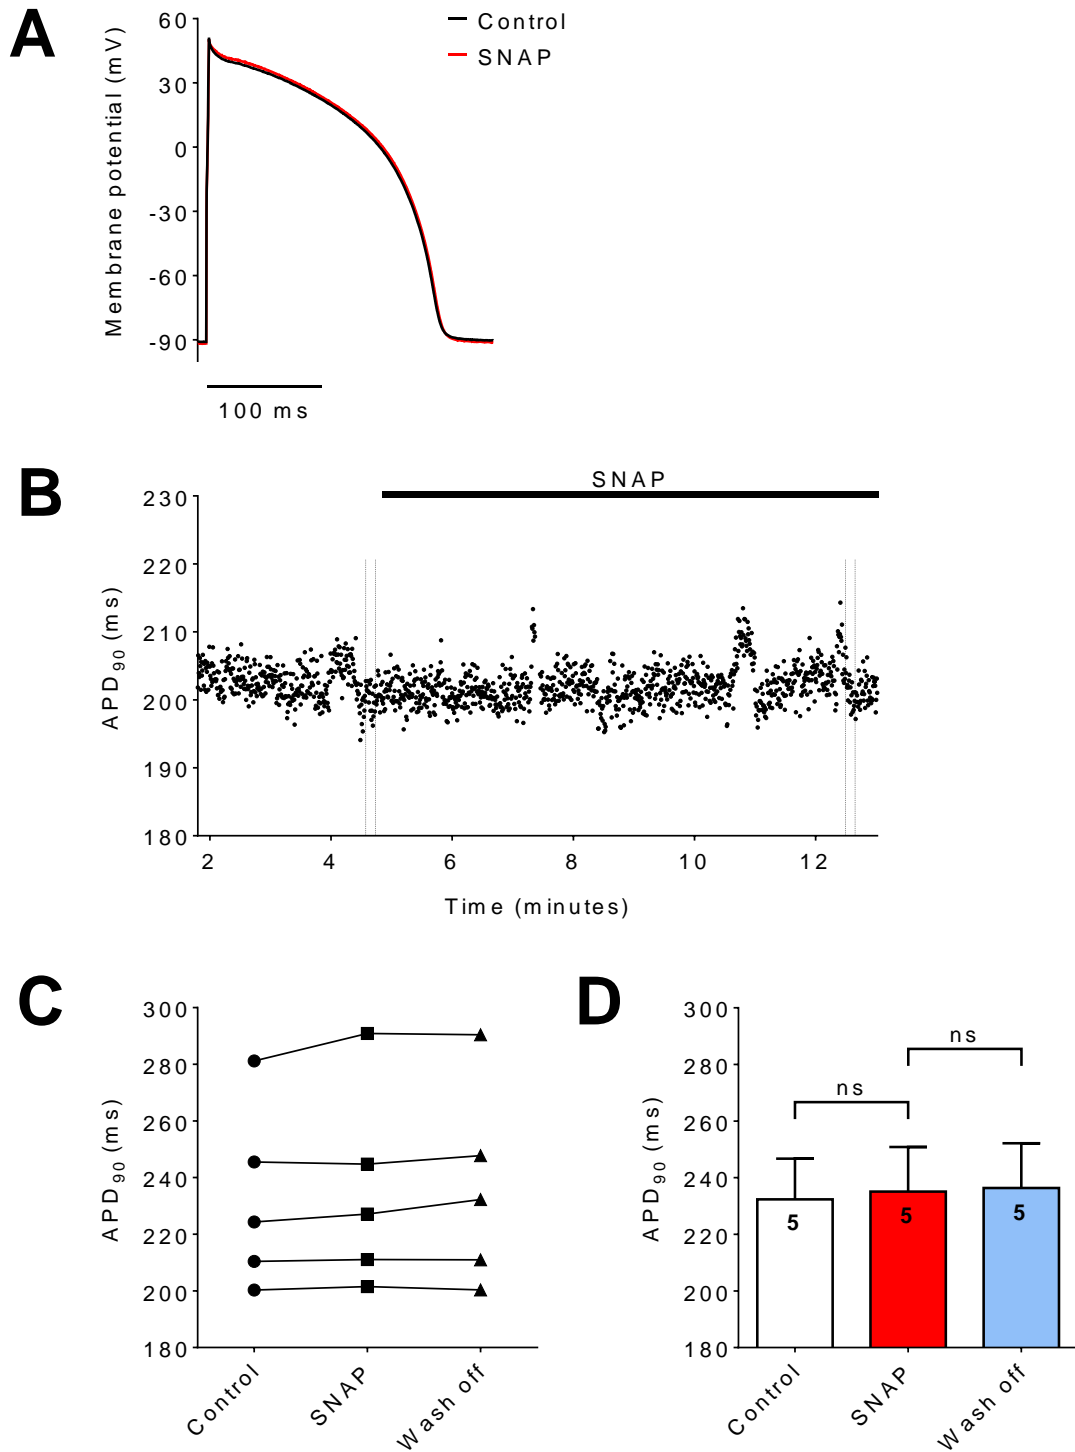 A
Control
SNAP
Membrane potential (mV)
60
30
0
-30
-60
-90
100 ms
B
SNAP
APD90 (ms)
230
220
210
200
190
180
2 4 6 8 10 12
Time (minutes)
C
APD90 (ms)
300
280
260
240
220
200
180
Control SNAP Wash off
D
APD90 (ms)
300
280
260
240
220
200
180
ns
ns
5 5 5
Control SNAP Wash off